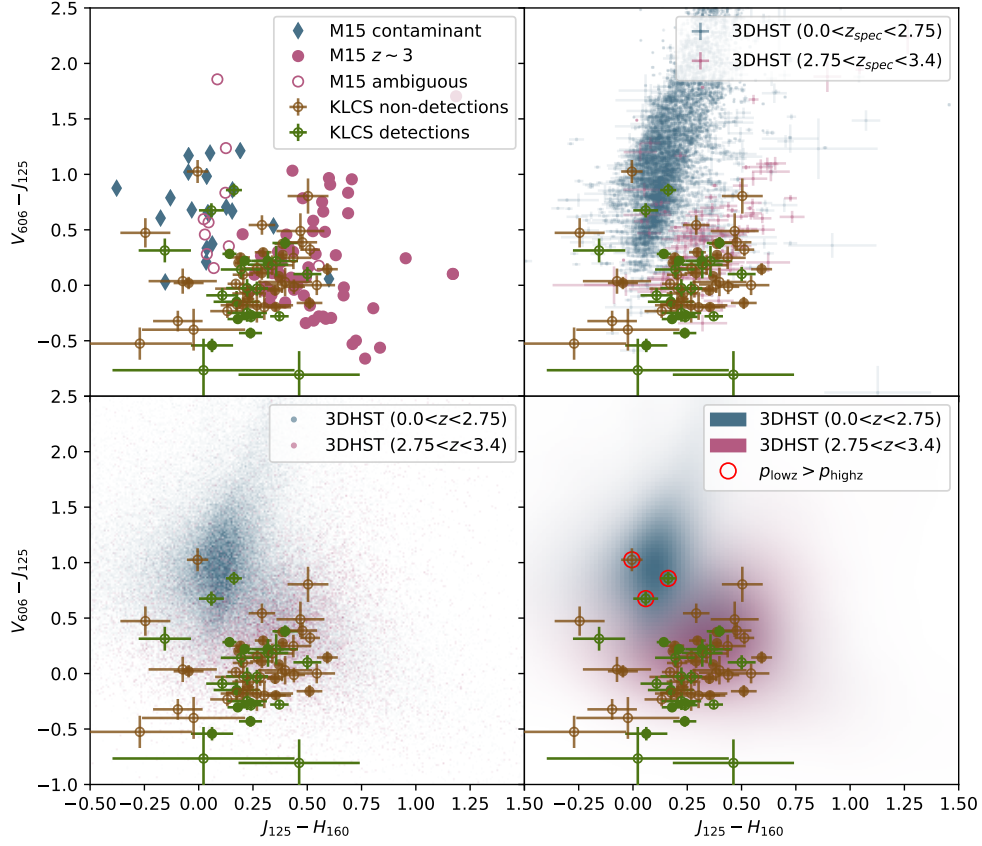 2.5
2.0
1.5
1.0
0.5
0.0
−0.5
V₆₀₆ − J₁₂₅
M15 contaminant
M15 z ∼ 3
M15 ambiguous
KLCS non-detections
KLCS detections
3DHST (0.0<z_spec<2.75)
3DHST (2.75<z_spec<3.4)
2.5
2.0
1.5
1.0
0.5
0.0
−0.5
−1.0
V₆₀₆ − J₁₂₅
3DHST (0.0<z<2.75)
3DHST (2.75<z<3.4)
−0.50 −0.25 0.00 0.25 0.50 0.75 1.00 1.25 1.50
J₁₂₅ − H₁₆₀
3DHST (0.0<z<2.75)
3DHST (2.75<z<3.4)
p_lowz > p_highz
0.00 0.25 0.50 0.75 1.00 1.25 1.50
J₁₂₅ − H₁₆₀